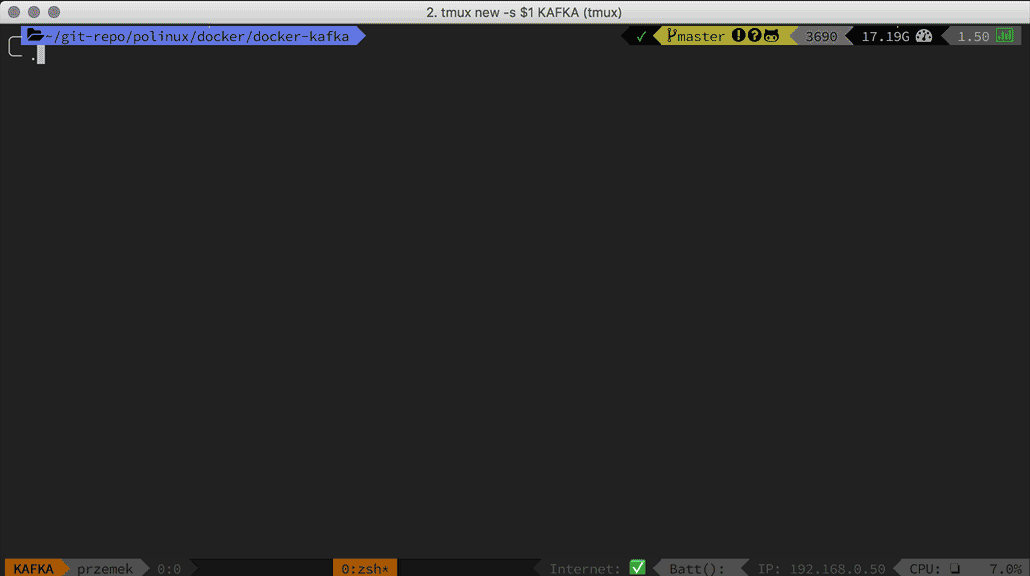 2. tmux new -s $1 KAFKA (tmux)
~/git-repo/polinux/docker/docker-kafka ✓ master 3690 17.19G 1.50
.
KAFKA przemek 0:0 0:zsh* Internet: ✅ Batt(): IP: 192.168.0.50 CPU: ❏ 7.0%